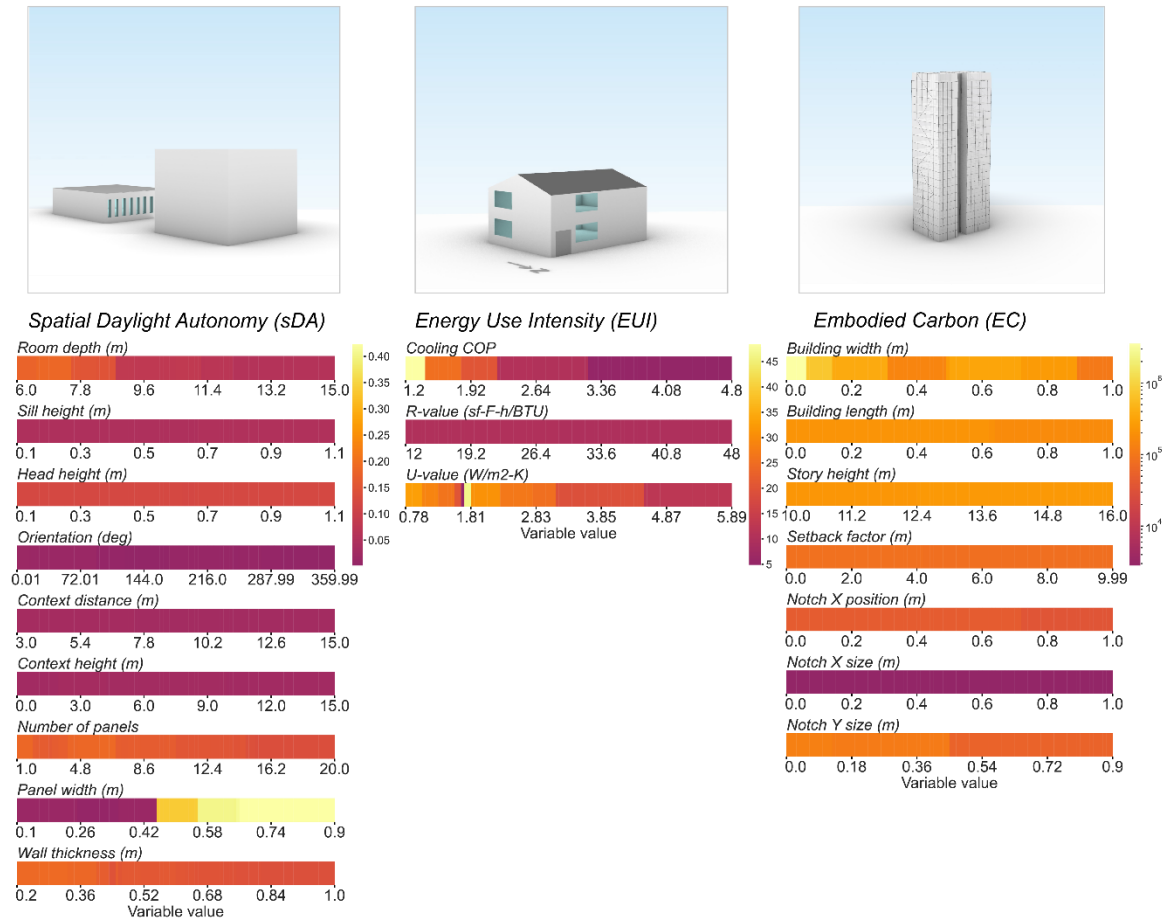 Spatial Daylight Autonomy (sDA)
Room depth (m)
6.0 7.8 9.6 11.4 13.2 15.0
Sill height (m)
0.1 0.3 0.5 0.7 0.9 1.1
Head height (m)
0.1 0.3 0.5 0.7 0.9 1.1
Orientation (deg)
0.01 72.01 144.0 216.0 287.99 359.99
Context distance (m)
3.0 5.4 7.8 10.2 12.6 15.0
Context height (m)
0.0 3.0 6.0 9.0 12.0 15.0
Number of panels
1.0 4.8 8.6 12.4 16.2 20.0
Panel width (m)
0.1 0.26 0.42 0.58 0.74 0.9
Wall thickness (m)
0.2 0.36 0.52 0.68 0.84 1.0
Variable value
0.40
0.35
0.30
0.25
0.20
0.15
0.10
0.05
Energy Use Intensity (EUI)
Cooling COP
1.2 1.92 2.64 3.36 4.08 4.8
R-value (sf-F-h/BTU)
12 19.2 26.4 33.6 40.8 48
U-value (W/m2-K)
0.78 1.81 2.83 3.85 4.87 5.89
Variable value
45
40
35
30
25
20
15
10
5
Embodied Carbon (EC)
Building width (m)
0.0 0.2 0.4 0.6 0.8 1.0
Building length (m)
0.0 0.2 0.4 0.6 0.8 1.0
Story height (m)
10.0 11.2 12.4 13.6 14.8 16.0
Setback factor (m)
0.0 2.0 4.0 6.0 8.0 9.99
Notch X position (m)
0.0 0.2 0.4 0.6 0.8 1.0
Notch X size (m)
0.0 0.2 0.4 0.6 0.8 1.0
Notch Y size (m)
0.0 0.18 0.36 0.54 0.72 0.9
Variable value
10⁶
10⁵
10⁴